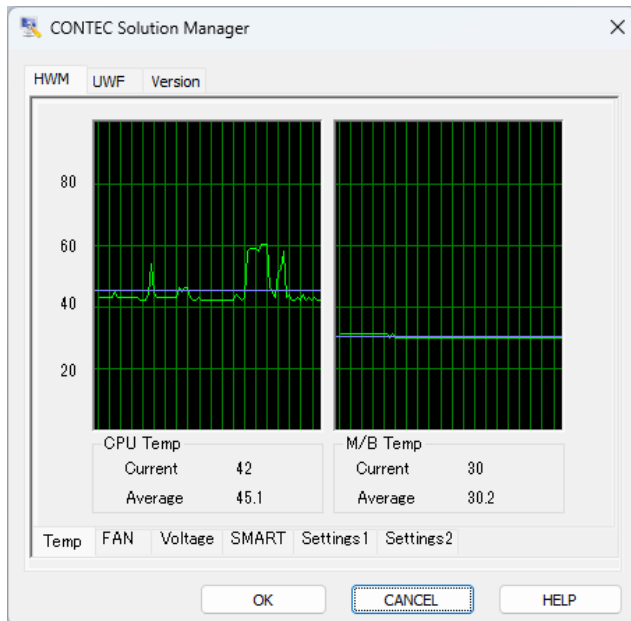 CONTEC Solution Manager
HWM UWF Version
80
60
40
20
CPU Temp
Current 42
Average 45.1
M/B Temp
Current 30
Average 30.2
Temp FAN Voltage SMART Settings1 Settings2
OK CANCEL HELP